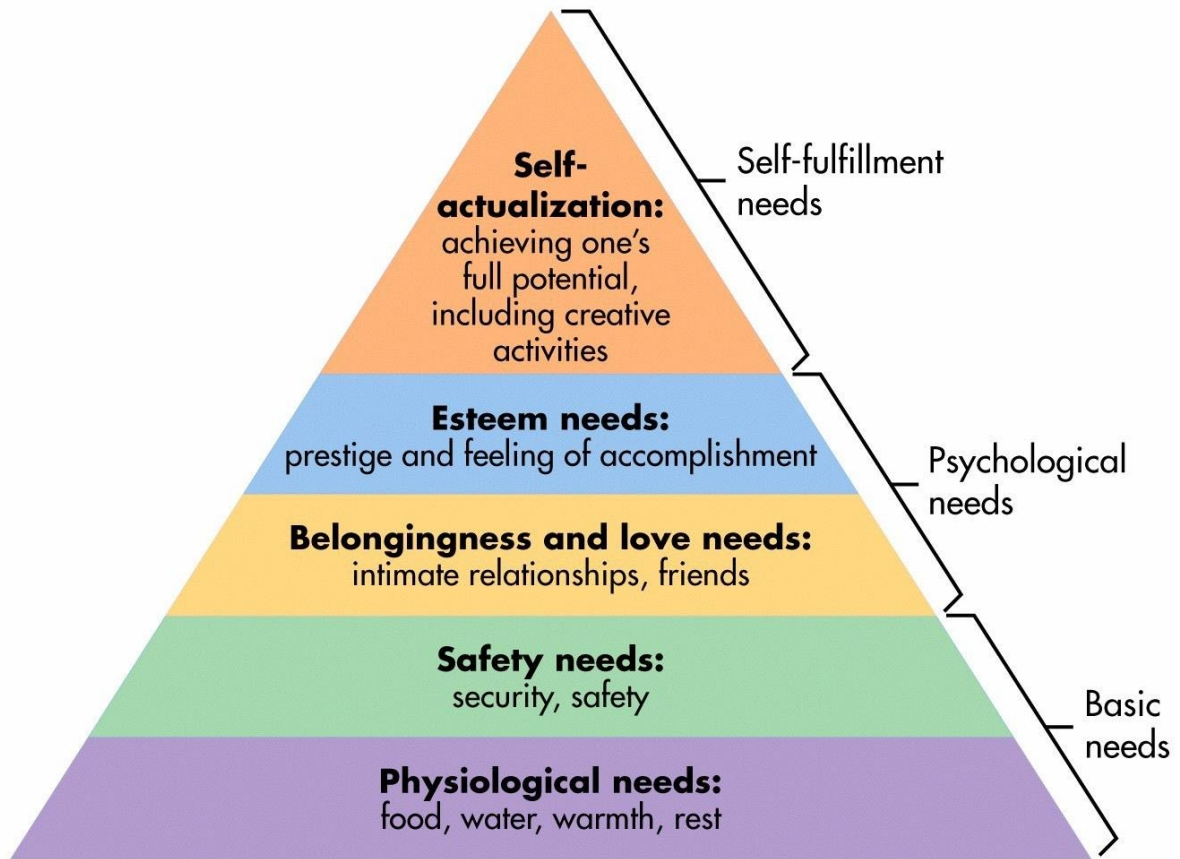 Self-
actualization:
achieving one's
full potential,
including creative
activities
Self-fulfillment
needs
Esteem needs:
prestige and feeling of accomplishment
Belongingness and love needs:
intimate relationships, friends
Psychological
needs
Safety needs:
security, safety
Physiological needs:
food, water, warmth, rest
Basic
needs